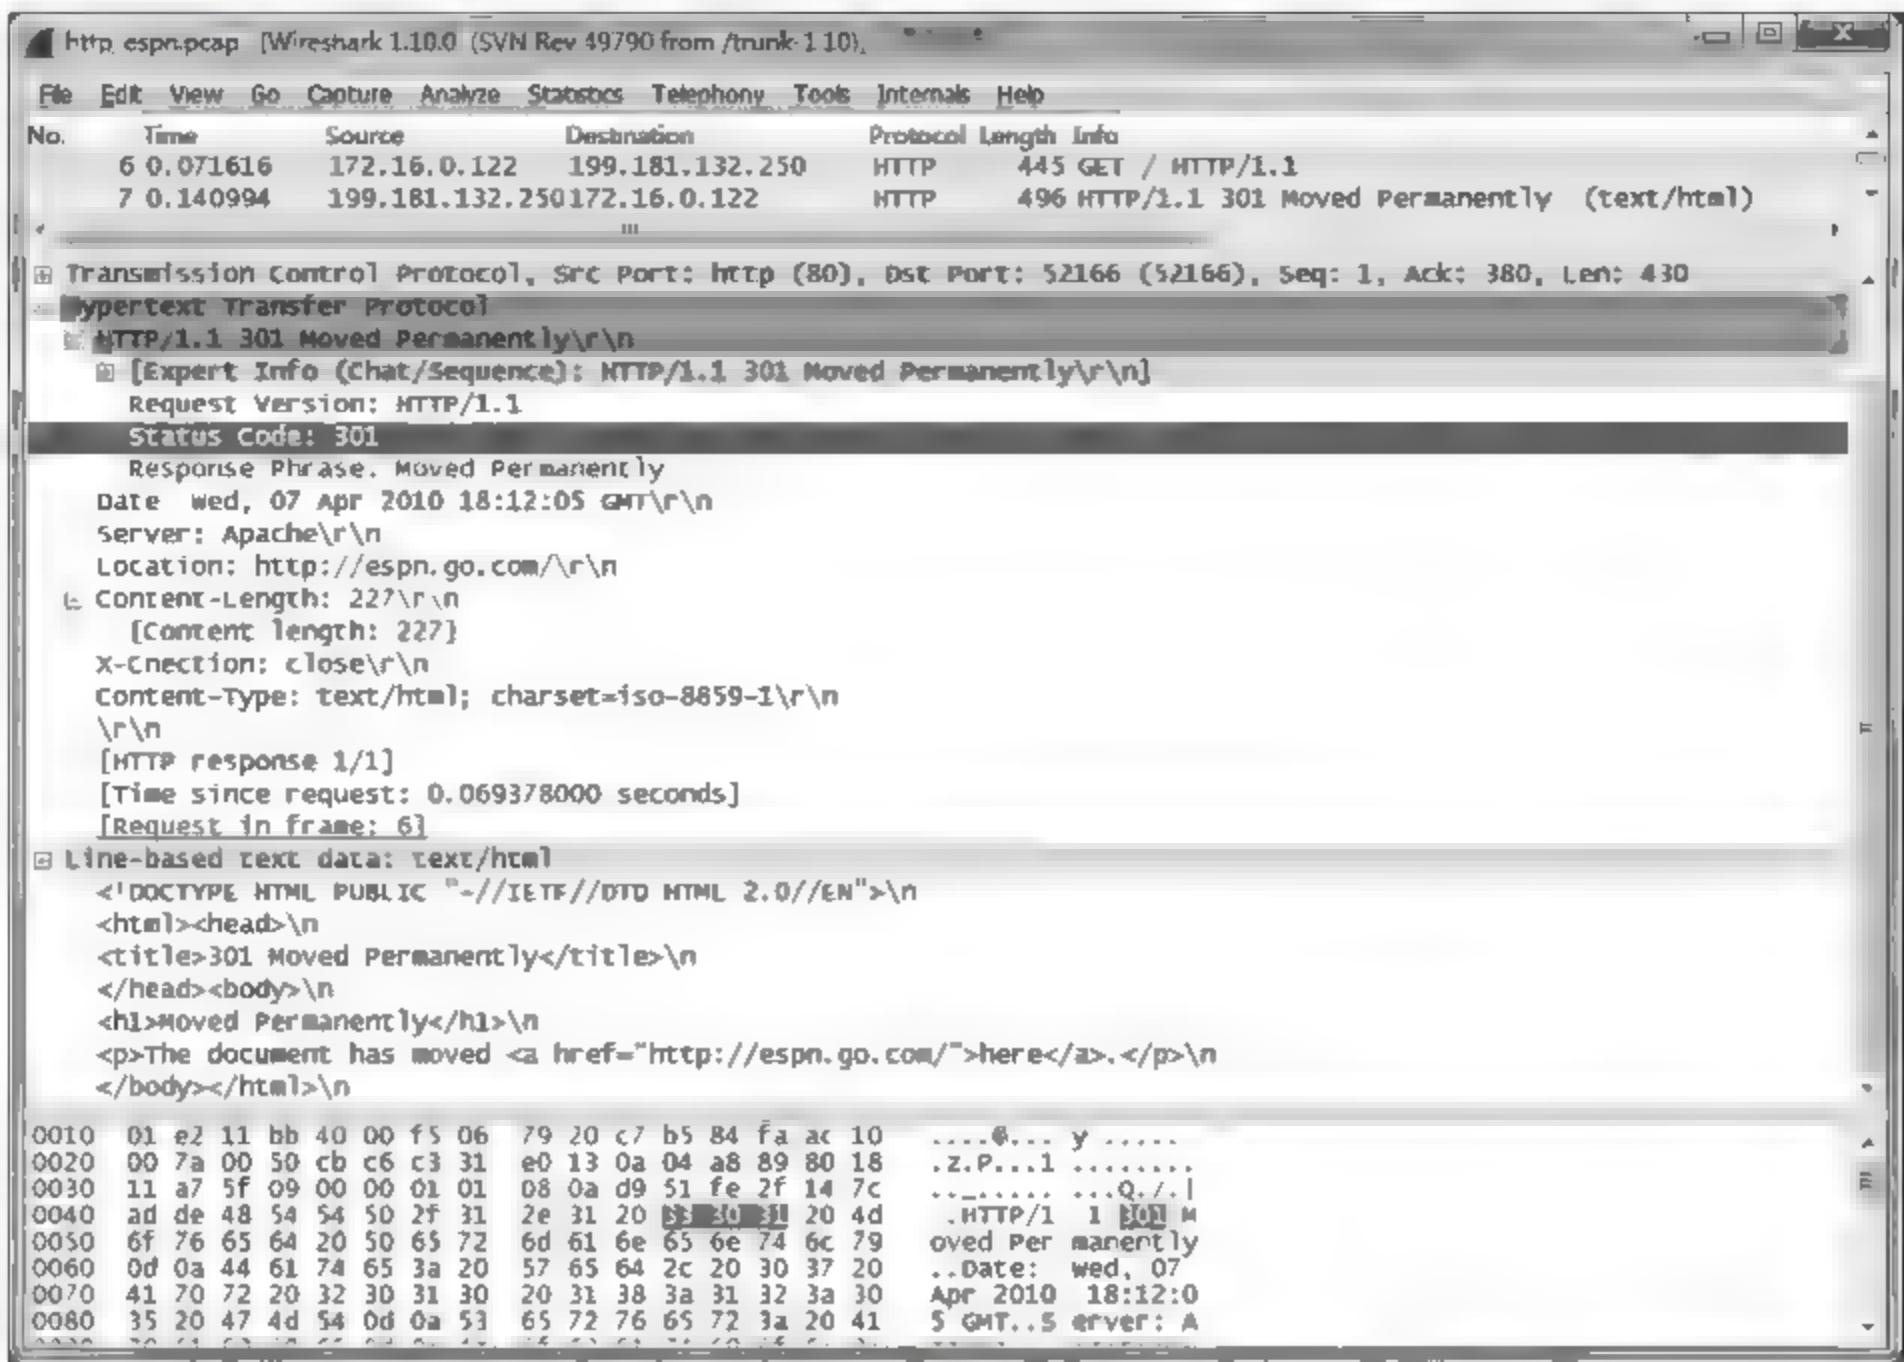 http_espn.pcap [Wireshark 1.10.0 (SVN Rev 49790 from /trunk-1.10)]
File Edit View Go Capture Analyze Statistics Telephony Tools Internals Help
No. Time Source Destination Protocol Length Info
6 0.071616 172.16.0.122 199.181.132.250 HTTP 445 GET / HTTP/1.1
7 0.140994 199.181.132.250 172.16.0.122 HTTP 496 HTTP/1.1 301 Moved Permanently (text/html)
Transmission Control Protocol, Src Port: http (80), Dst Port: 52166 (52166), Seq: 1, Ack: 380, Len: 430
Hypertext Transfer Protocol
HTTP/1.1 301 Moved Permanently\r\n
[Expert Info (Chat/Sequence): HTTP/1.1 301 Moved Permanently\r\n]
Request Version: HTTP/1.1
Status Code: 301
Response Phrase: Moved Permanently
Date: Wed, 07 Apr 2010 18:12:05 GMT\r\n
Server: Apache\r\n
Location: http://espn.go.com/\r\n
Content-Length: 227\r\n
[Content length: 227]
X-Cnection: close\r\n
Content-Type: text/html; charset=iso-8859-1\r\n
\r\n
[HTTP response 1/1]
[Time since request: 0.069378000 seconds]
[Request in frame: 6]
Line-based text data: text/html
<!DOCTYPE HTML PUBLIC "-//IETF//DTD HTML 2.0//EN">\n
<html><head>\n
<title>301 Moved Permanently</title>\n
</head><body>\n
<h1>Moved Permanently</h1>\n
<p>The document has moved <a href="http://espn.go.com/">here</a>.</p>\n
</body></html>\n
0010 01 e2 11 bb 40 00 f5 06 79 20 c7 b5 84 fa ac 10 ....@... y .....
0020 00 7a 00 50 cb c6 c3 31 e0 13 0a 04 a8 89 80 18 .z.P...1 ........
0030 11 a7 5f 09 00 00 01 01 08 0a d9 51 fe 2f 14 7c .._..... ...Q./.|
0040 ad de 48 54 54 50 2f 31 2e 31 20 33 30 31 20 4d ..HTTP/1 .1 301 M
0050 6f 76 65 64 20 50 65 72 6d 61 6e 65 6e 74 6c 79 oved Per manently
0060 0d 0a 44 61 74 65 3a 20 57 65 64 2c 20 30 37 20 ..Date: Wed, 07
0070 41 70 72 20 32 30 31 30 20 31 38 3a 31 32 3a 30 Apr 2010 18:12:0
0080 35 20 47 4d 54 0d 0a 53 65 72 76 65 72 3a 20 41 5 GMT..S erver: A